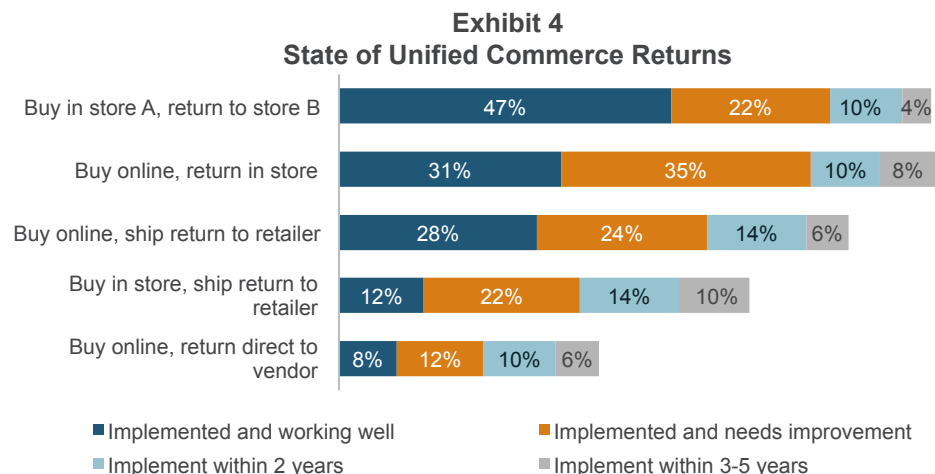 Exhibit 4
State of Unified Commerce Returns
Buy in store A, return to store B
47% 22% 10% 4%
Buy online, return in store
31% 35% 10% 8%
Buy online, ship return to retailer
28% 24% 14% 6%
Buy in store, ship return to
retailer
12% 22% 14% 10%
Buy online, return direct to
vendor
8% 12% 10% 6%
Implemented and working well
Implemented and needs improvement
Implement within 2 years
Implement within 3-5 years